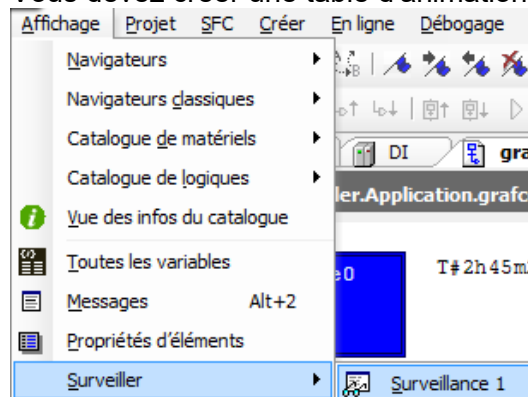 Vous devez créer une table d'animation
Affichage Projet SFC Créer En ligne Débogage
Navigateurs
Navigateurs classiques
Catalogue de matériels
DI gra
Catalogue de logiques
ler.Application.grafc
Vue des infos du catalogue
Toutes les variables
e0 T#2h45m
Messages Alt+2
Propriétés d'éléments
Surveiller Surveillance 1